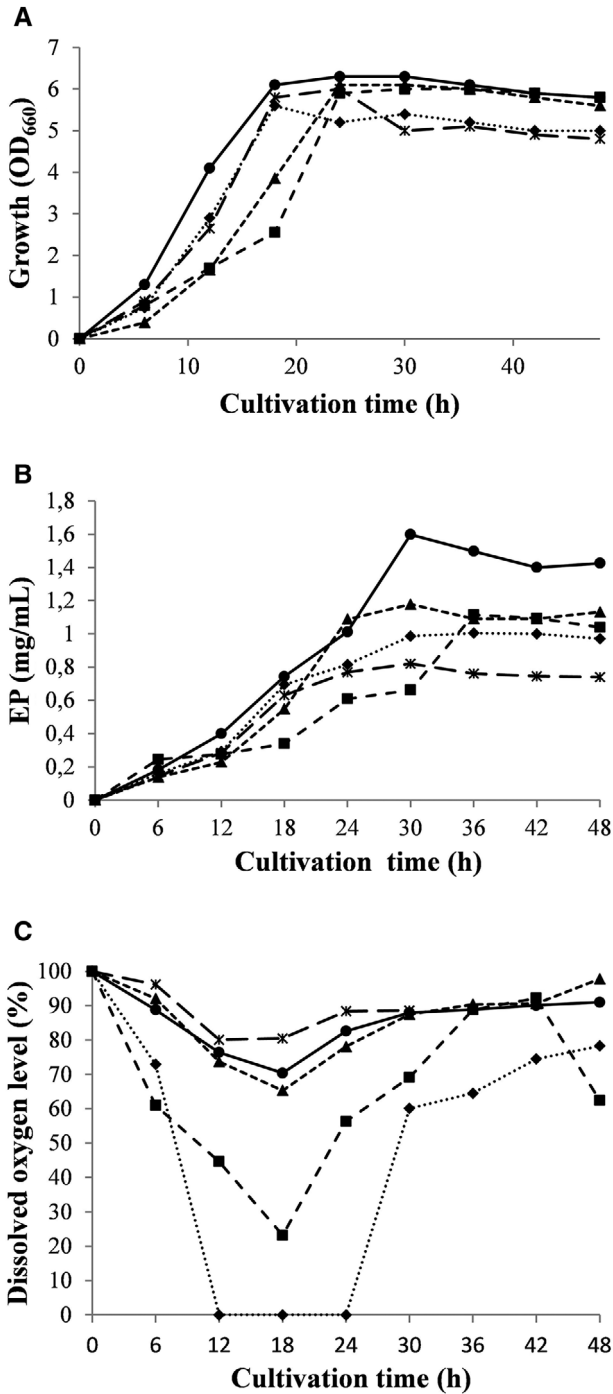 A
Growth (OD660)
7
6
5
4
3
2
1
0
0 10 20 30 40
Cultivation time (h)
B
EP (mg/mL)
1,8
1,6
1,4
1,2
1
0,8
0,6
0,4
0,2
0
0 6 12 18 24 30 36 42 48
Cultivation time (h)
C
Dissolved oxygen level (%)
100
90
80
70
60
50
40
30
20
10
0
0 6 12 18 24 30 36 42 48
Cultivation time (h)